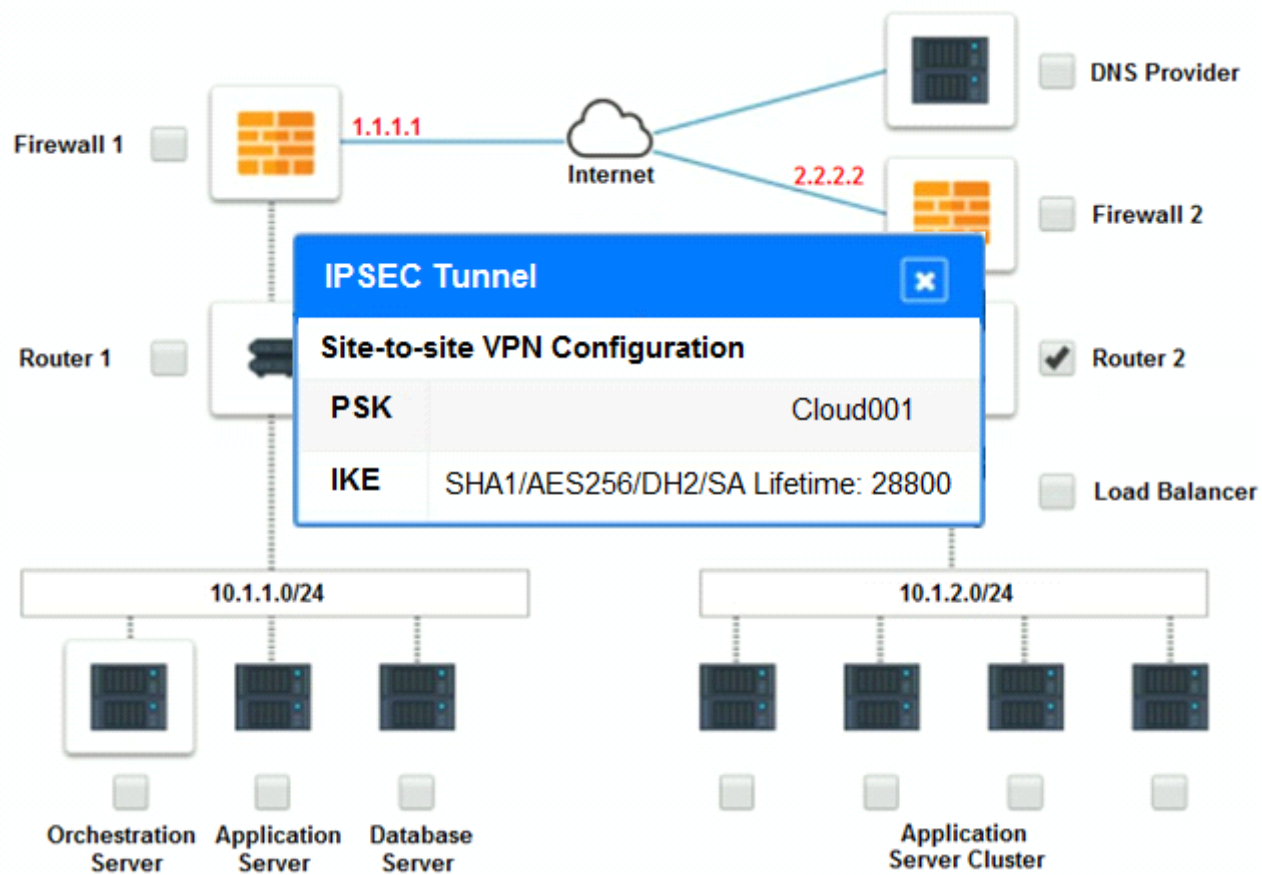 DNS Provider
Firewall 1
1.1.1.1
Internet
2.2.2.2
Firewall 2
IPSEC Tunnel
Site-to-site VPN Configuration
Router 1
Router 2
PSK Cloud001
IKE SHA1/AES256/DH2/SA Lifetime: 28800
Load Balancer
10.1.1.0/24
10.1.2.0/24
Orchestration
Server
Application
Server
Database
Server
Application
Server Cluster